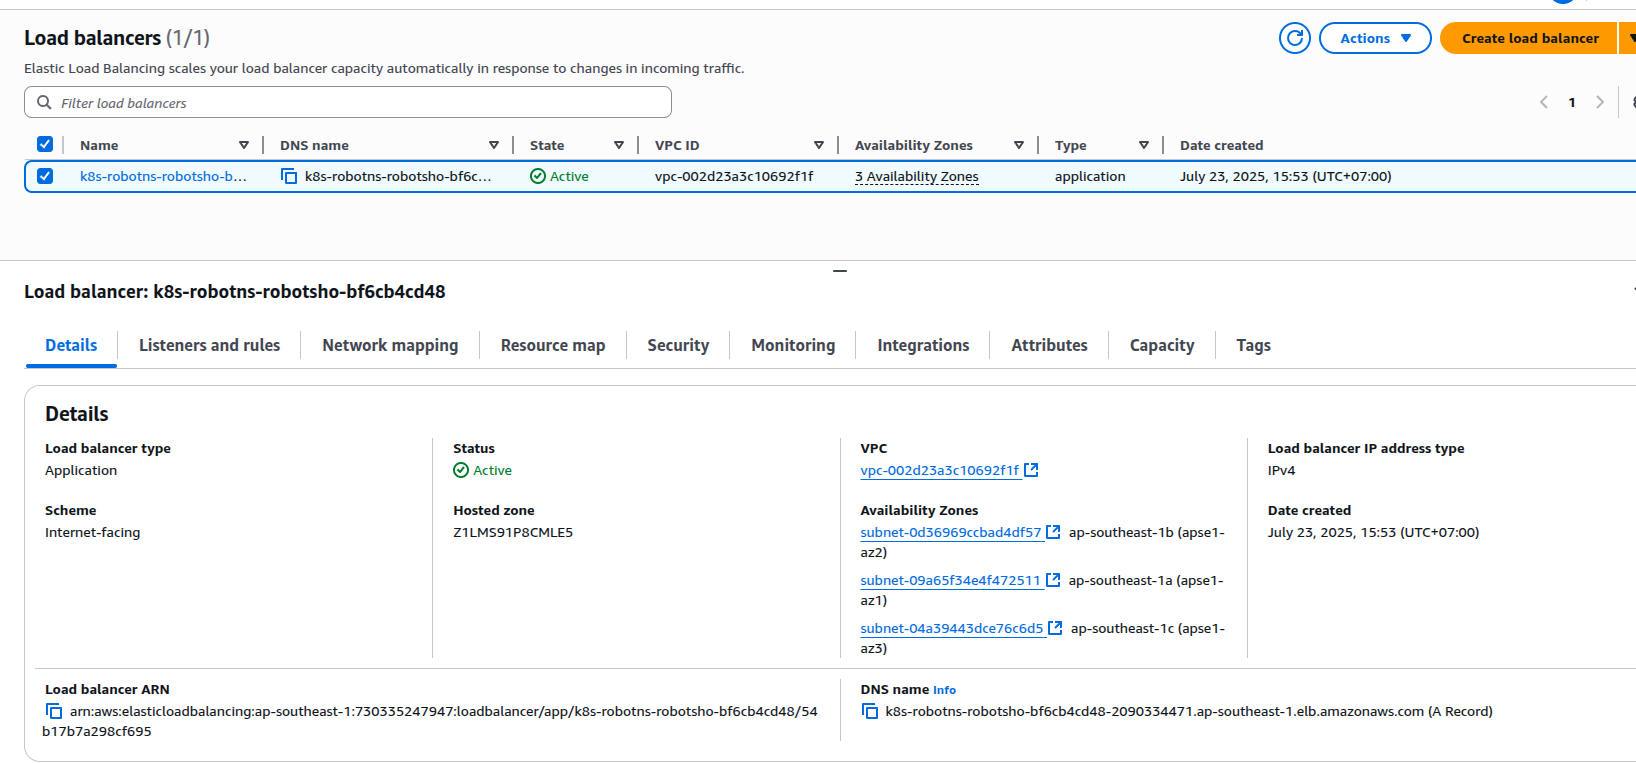 Load balancers (1/1)
Actions
Create load balancer
Elastic Load Balancing scales your load balancer capacity automatically in response to changes in incoming traffic.
Filter load balancers
1
Name DNS name State VPC ID Availability Zones Type Date created
k8s-robotns-robotsho-b... k8s-robotns-robotsho-bf6c... Active vpc-002d23a3c10692f1f 3 Availability Zones application July 23, 2025, 15:53 (UTC+07:00)
Load balancer: k8s-robotns-robotsho-bf6cb4cd48
Details Listeners and rules Network mapping Resource map Security Monitoring Integrations Attributes Capacity Tags
Details
Load balancer type
Application
Scheme
Internet-facing
Status
Active
Hosted zone
Z1LMS91P8CMLE5
VPC
vpc-002d23a3c10692f1f
Availability Zones
subnet-0d36969ccbad4df57 ap-southeast-1b (apse1-
az2)
subnet-09a65f34e4f472511 ap-southeast-1a (apse1-
az1)
subnet-04a39443dce76c6d5 ap-southeast-1c (apse1-
az3)
Load balancer IP address type
IPv4
Date created
July 23, 2025, 15:53 (UTC+07:00)
Load balancer ARN
arn:aws:elasticloadbalancing:ap-southeast-1:730335247947:loadbalancer/app/k8s-robotns-robotsho-bf6cb4cd48/54
b17b7a298cf695
DNS name Info
k8s-robotns-robotsho-bf6cb4cd48-2090334471.ap-southeast-1.elb.amazonaws.com (A Record)